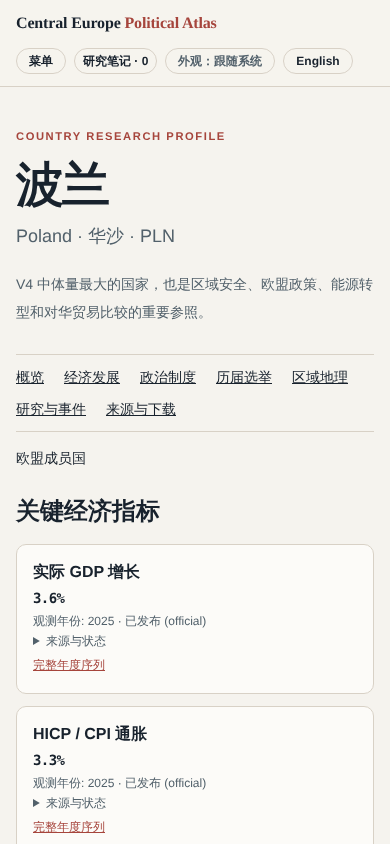 Central Europe Political Atlas
菜单 研究笔记 · 0 外观：跟随系统 English
COUNTRY RESEARCH PROFILE
波兰
Poland · 华沙 · PLN
V4 中体量最大的国家，也是区域安全、欧盟政策、能源转
型和对华贸易比较的重要参照。
概览 经济发展 政治制度 历届选举 区域地理
研究与事件 来源与下载
欧盟成员国
关键经济指标
实际 GDP 增长
3.6%
观测年份: 2025 · 已发布 (official)
来源与状态
完整年度序列
HICP / CPI 通胀
3.3%
观测年份: 2025 · 已发布 (official)
来源与状态
完整年度序列